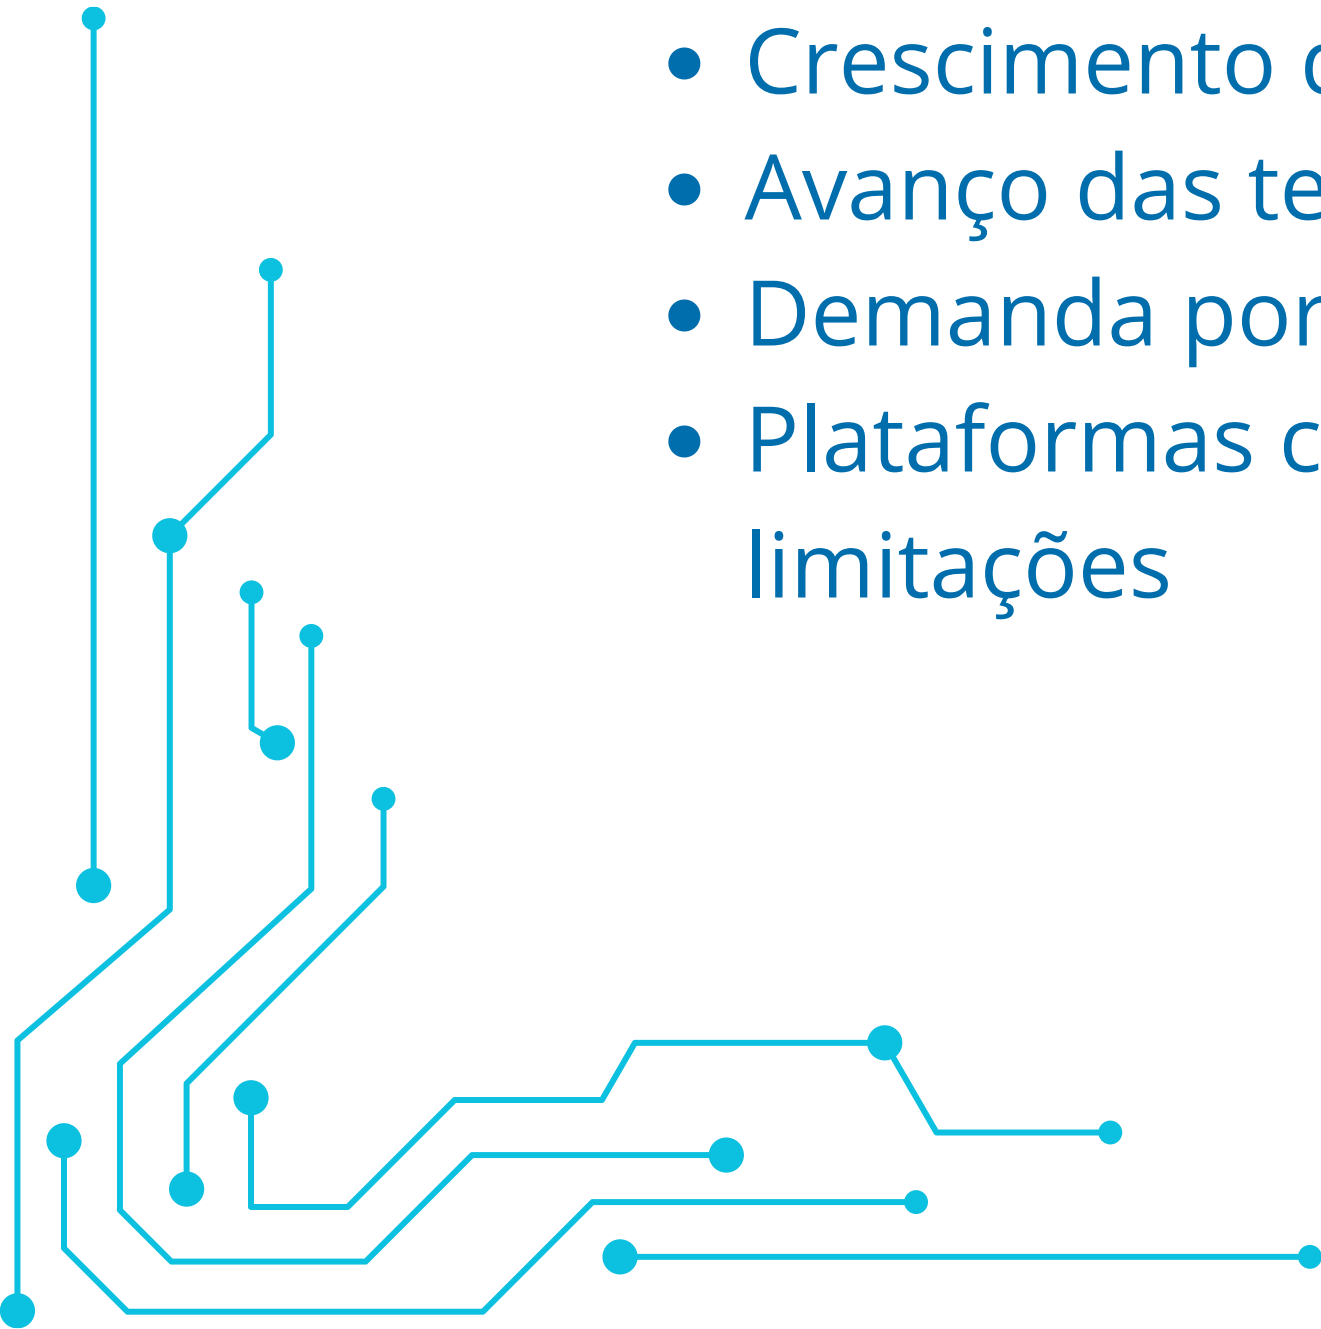 • Crescimento
• Avanço das
• Demanda por
• Plataformas
limitações